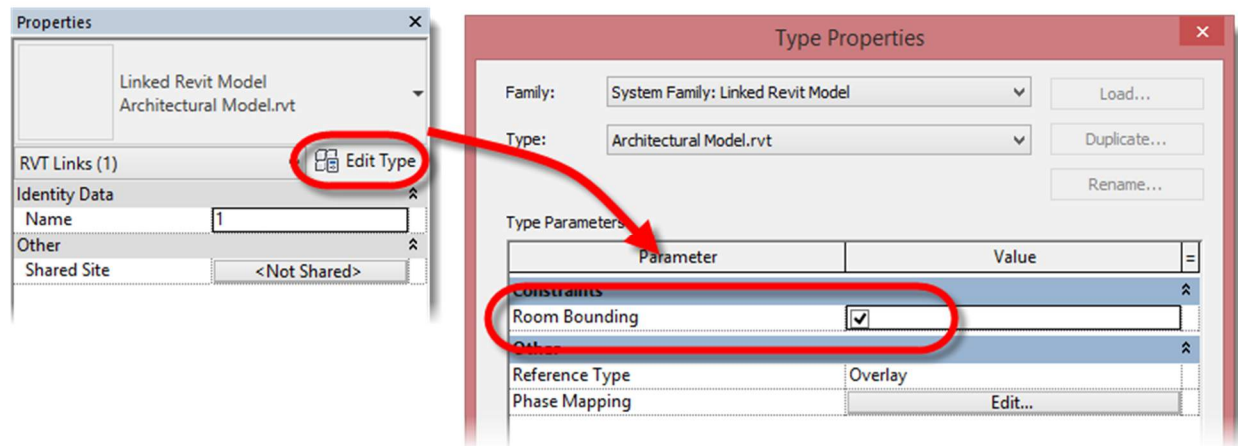 Properties
Linked Revit Model
Architectural Model.rvt
RVT Links (1)
Edit Type
Identity Data
Name 1
Other
Shared Site <Not Shared>
Type Properties
Family: System Family: Linked Revit Model Load...
Type: Architectural Model.rvt Duplicate...
Rename...
Type Parameters
Parameter Value =
Constraints
Room Bounding
Other
Reference Type Overlay
Phase Mapping Edit...